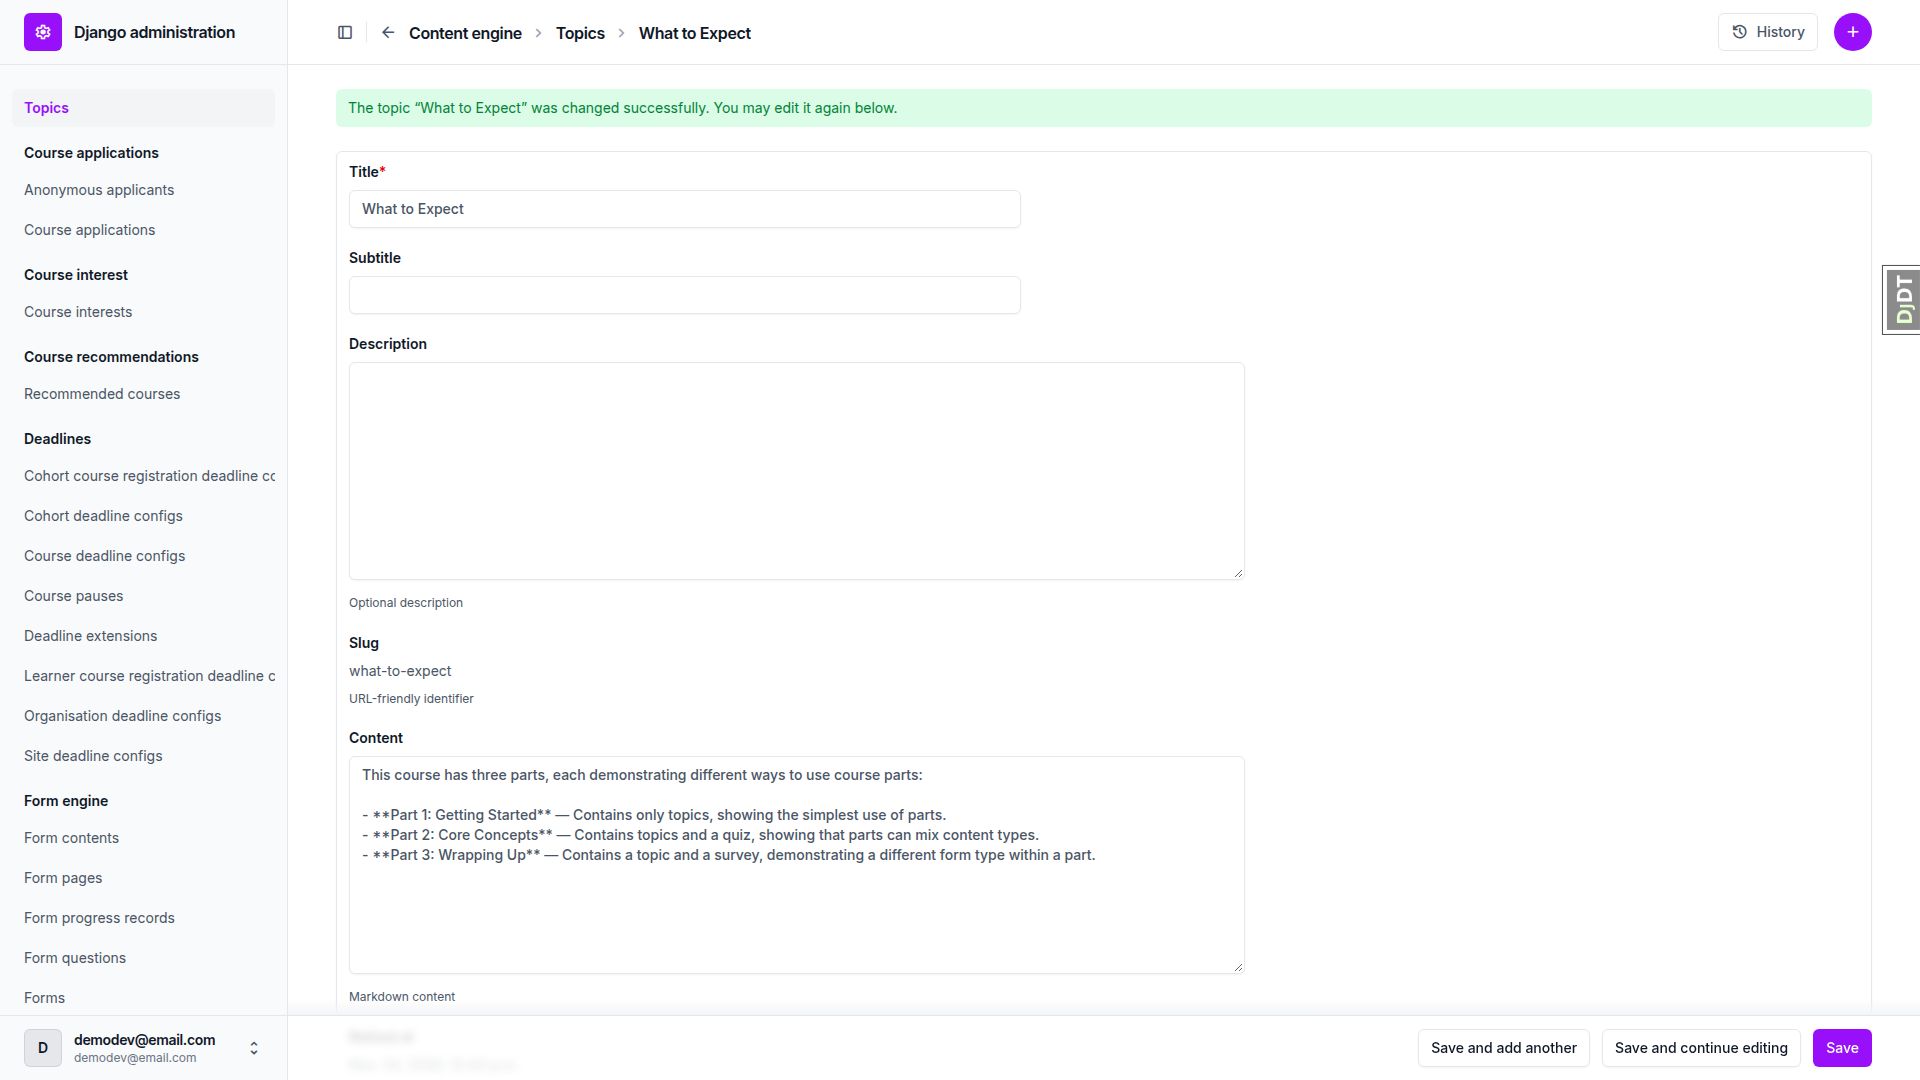 Django administration
Content engine
Topics
What to Expect
History
Topics
Course applications
Anonymous applicants
Course applications
Course interest
Course interests
Course recommendations
Recommended courses
Deadlines
Cohort course registration deadline
Cohort deadline configs
Course deadline configs
Course pauses
Deadline extensions
Learner course registration deadline
Organisation deadline configs
Site deadline configs
Form engine
Form contents
Form pages
Form progress records
Form questions
Forms
D
demodev@email.com
demodev@email.com
The topic “What to Expect” was changed successfully. You may edit it again below.
Title*
What to Expect
Subtitle
Description
Optional description
Slug
what-to-expect
URL-friendly identifier
Content
This course has three parts, each demonstrating different ways to use course parts:
- **Part 1: Getting Started** — Contains only topics, showing the simplest use of parts.
- **Part 2: Core Concepts** — Contains topics and a quiz, showing that parts can mix content types.
- **Part 3: Wrapping Up** — Contains a topic and a survey, demonstrating a different form type within a part.
Markdown content
Save and add another
Save and continue editing
Save
DjDT